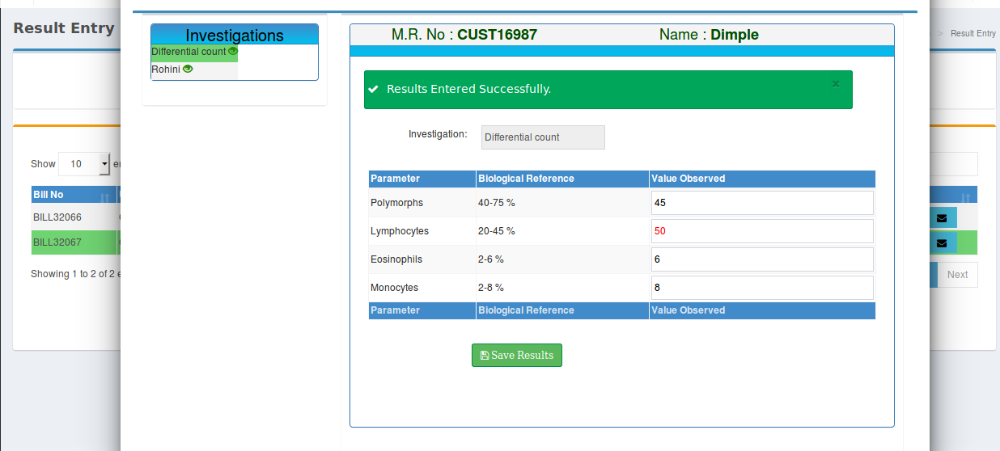 Result Entry
> Result Entry
Show 10
Bill No
BILL32066
BILL32067
Showing 1 to 2 of 2 e
Next
Investigations
Differential count
Rohini
M.R. No : CUST16987 Name : Dimple
Results Entered Successfully. ×
Investigation: Differential count
Parameter Biological Reference Value Observed
Polymorphs 40-75 % 45
Lymphocytes 20-45 % 50
Eosinophils 2-6 % 6
Monocytes 2-8 % 8
Parameter Biological Reference Value Observed
Save Results